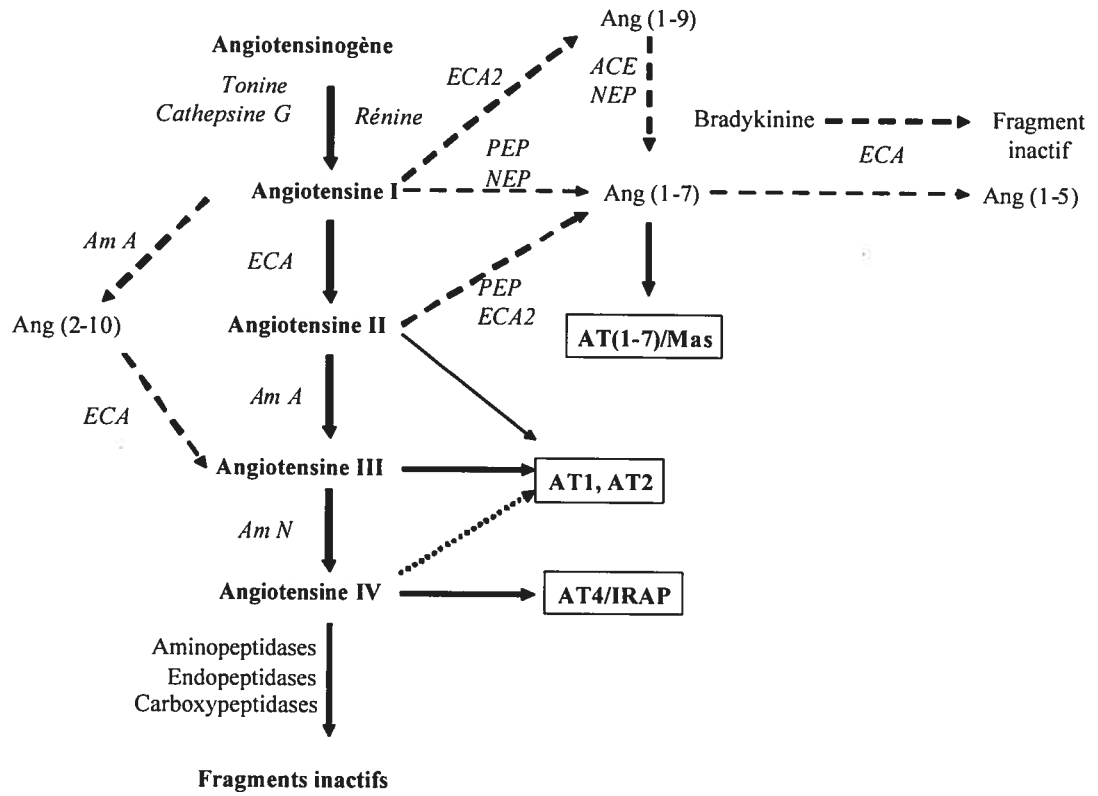 Ang (1-9)
Angiotensinogène
Tonine
Cathepsine G
Rénine
ECA2
ACE
NEP
Bradykinine
ECA
Fragment
inactif
PEP
NEP
Angiotensine I
Ang (1-7)
Ang (1-5)
Am A
ECA
PEP
ECA2
Ang (2-10)
Angiotensine II
AT(1-7)/Mas
Am A
ECA
Angiotensine III
AT1, AT2
Am N
Angiotensine IV
AT4/IRAP
Aminopeptidases
Endopeptidases
Carboxypeptidases
Fragments inactifs